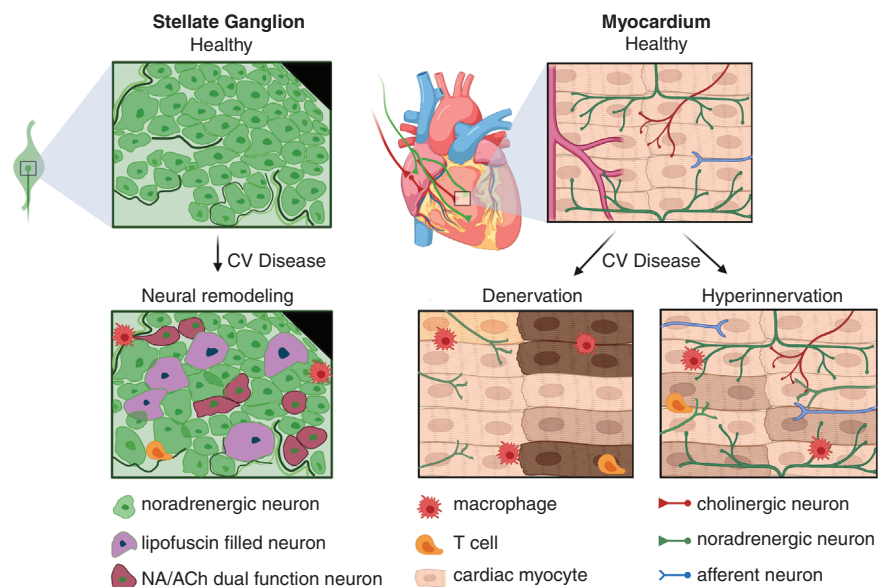 Stellate Ganglion
Healthy
Myocardium
Healthy
CV Disease
CV Disease
Neural remodeling
Denervation
Hyperinnervation
noradrenergic neuron
lipofuscin filled neuron
NA/ACh dual function neuron
macrophage
T cell
cardiac myocyte
cholinergic neuron
noradrenergic neuron
afferent neuron